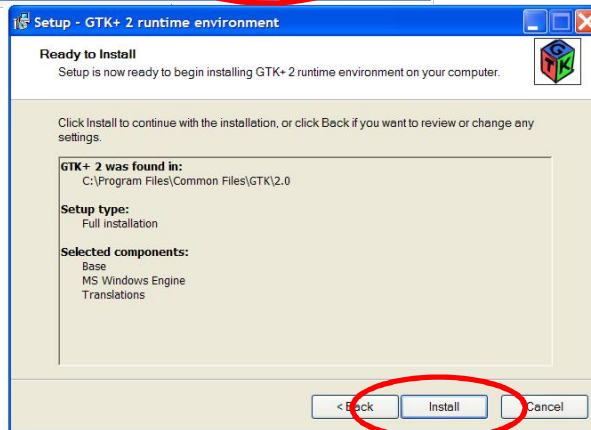 Setup - GTK+ 2 runtime environment
Ready to Install
Setup is now ready to begin installing GTK+ 2 runtime environment on your computer.
GTK
Click Install to continue with the installation, or click Back if you want to review or change any
settings.
GTK+ 2 was found in:
C:\Program Files\Common Files\GTK\2.0
Setup type:
Full installation
Selected components:
Base
MS Windows Engine
Translations
< Back
Install
Cancel